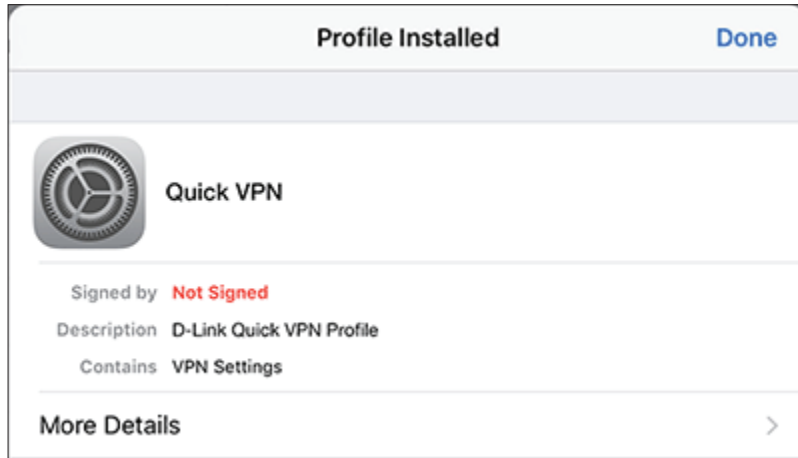 Profile Installed Done
Quick VPN
Signed by Not Signed
Description D-Link Quick VPN Profile
Contains VPN Settings
More Details